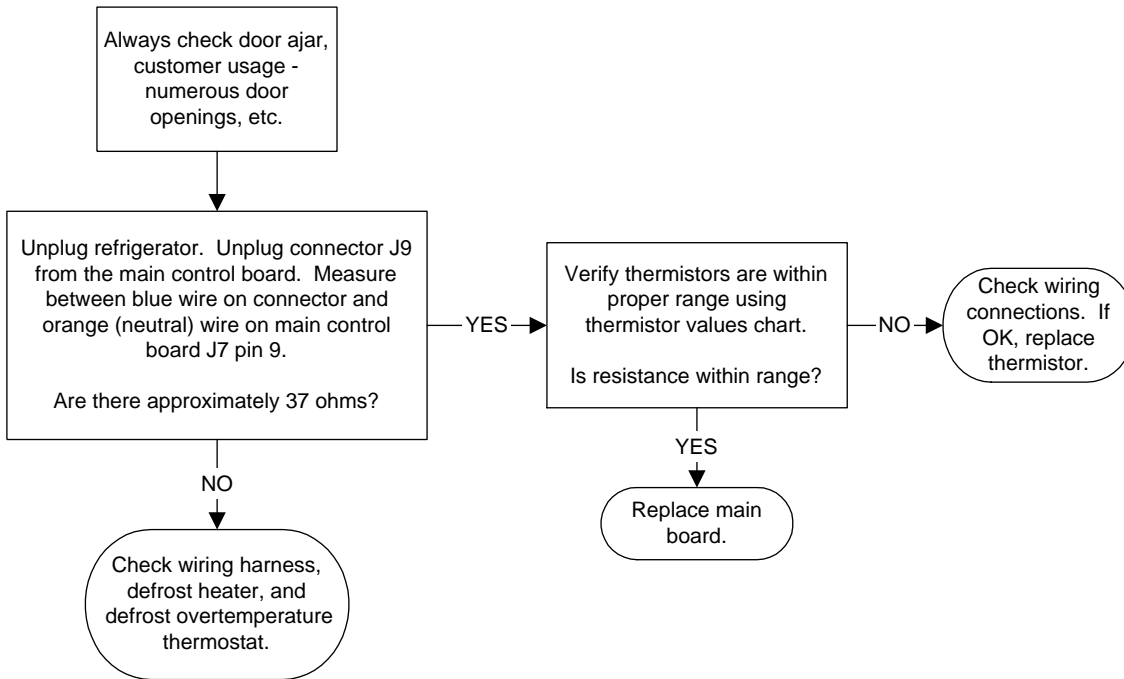 Always check door ajar,
customer usage -
numerous door
openings, etc.
Unplug refrigerator. Unplug connector J9
from the main control board. Measure
between blue wire on connector and
orange (neutral) wire on main control
board J7 pin 9.
Are there approximately 37 ohms?
YES
Verify thermistors are within
proper range using
thermistor values chart.
Is resistance within range?
NO
Check wiring
connections. If
OK, replace
thermistor.
YES
Replace main
board.
NO
Check wiring harness,
defrost heater, and
defrost overtemperature
thermostat.